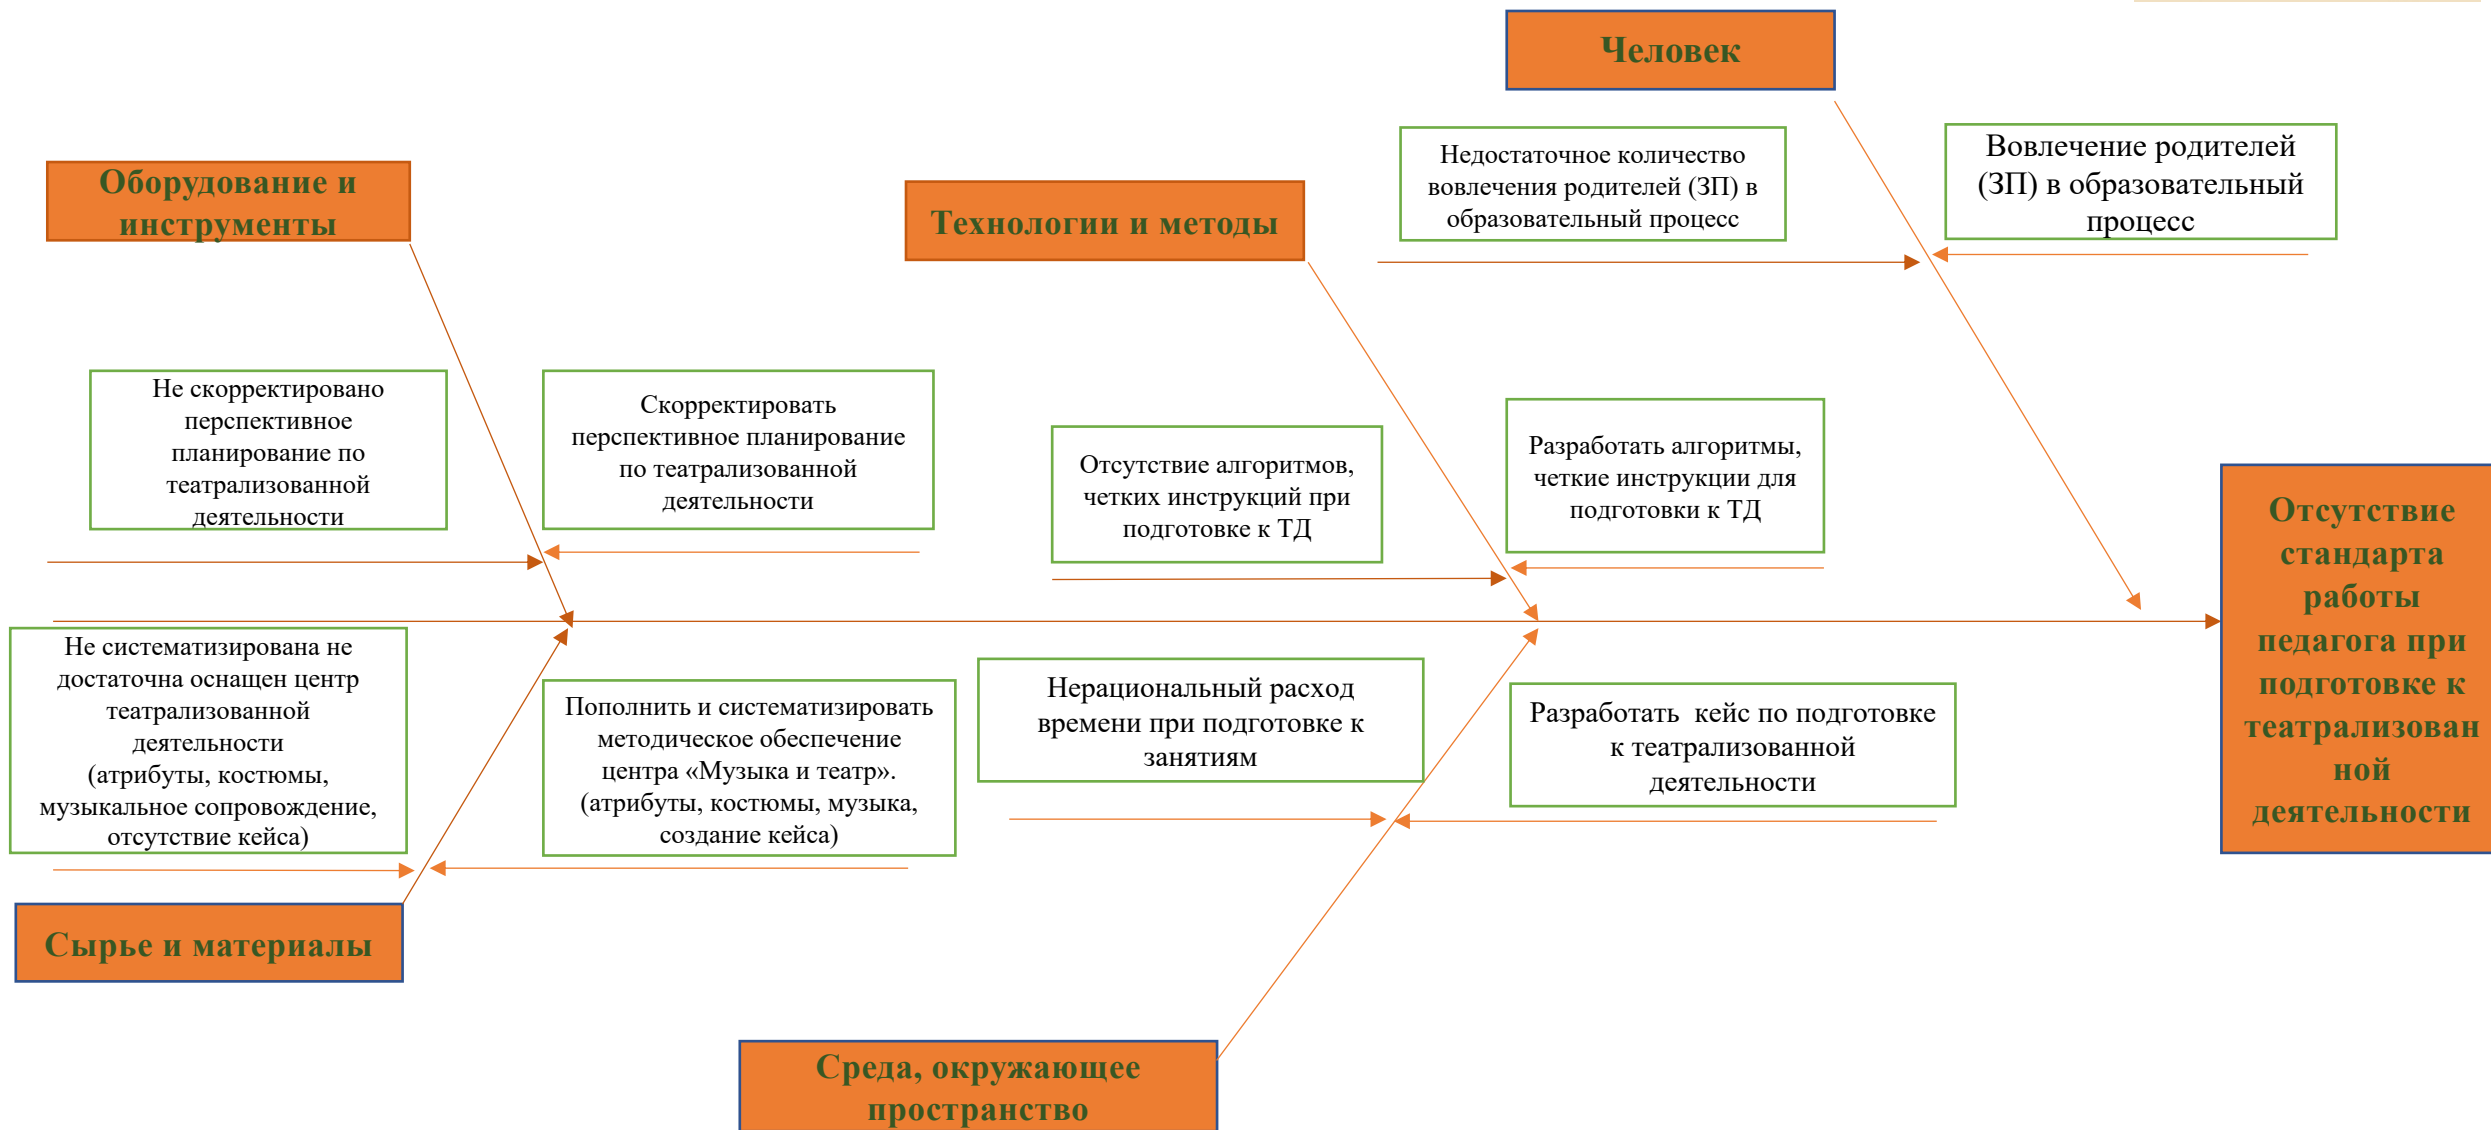 Человек
Недостаточное количество
вовлечения родителей (ЗП) в
образовательный процесс
Вовлечение родителей
(ЗП) в образовательный
процесс
Оборудование и
инструменты
Технологии и методы
Не скорректировано
перспективное
планирование по
театрализованной
деятельности
Скорректировать
перспективное планирование
по театрализованной
деятельности
Отсутствие алгоритмов,
четких инструкций при
подготовке к ТД
Разработать алгоритмы,
четкие инструкции для
подготовки к ТД
Отсутствие
стандарта
работы
педагога при
подготовке к
театрализован
ной
деятельности
Не систематизирована не
достаточна оснащен центр
театрализованной
деятельности
(атрибуты, костюмы,
музыкальное сопровождение,
отсутствие кейса)
Пополнить и систематизировать
методическое обеспечение
центра «Музыка и театр».
(атрибуты, костюмы, музыка,
создание кейса)
Нерациональный расход
времени при подготовке к
занятиям
Разработать  кейс по подготовке
к театрализованной
деятельности
Сырье и материалы
Среда, окружающее
пространство